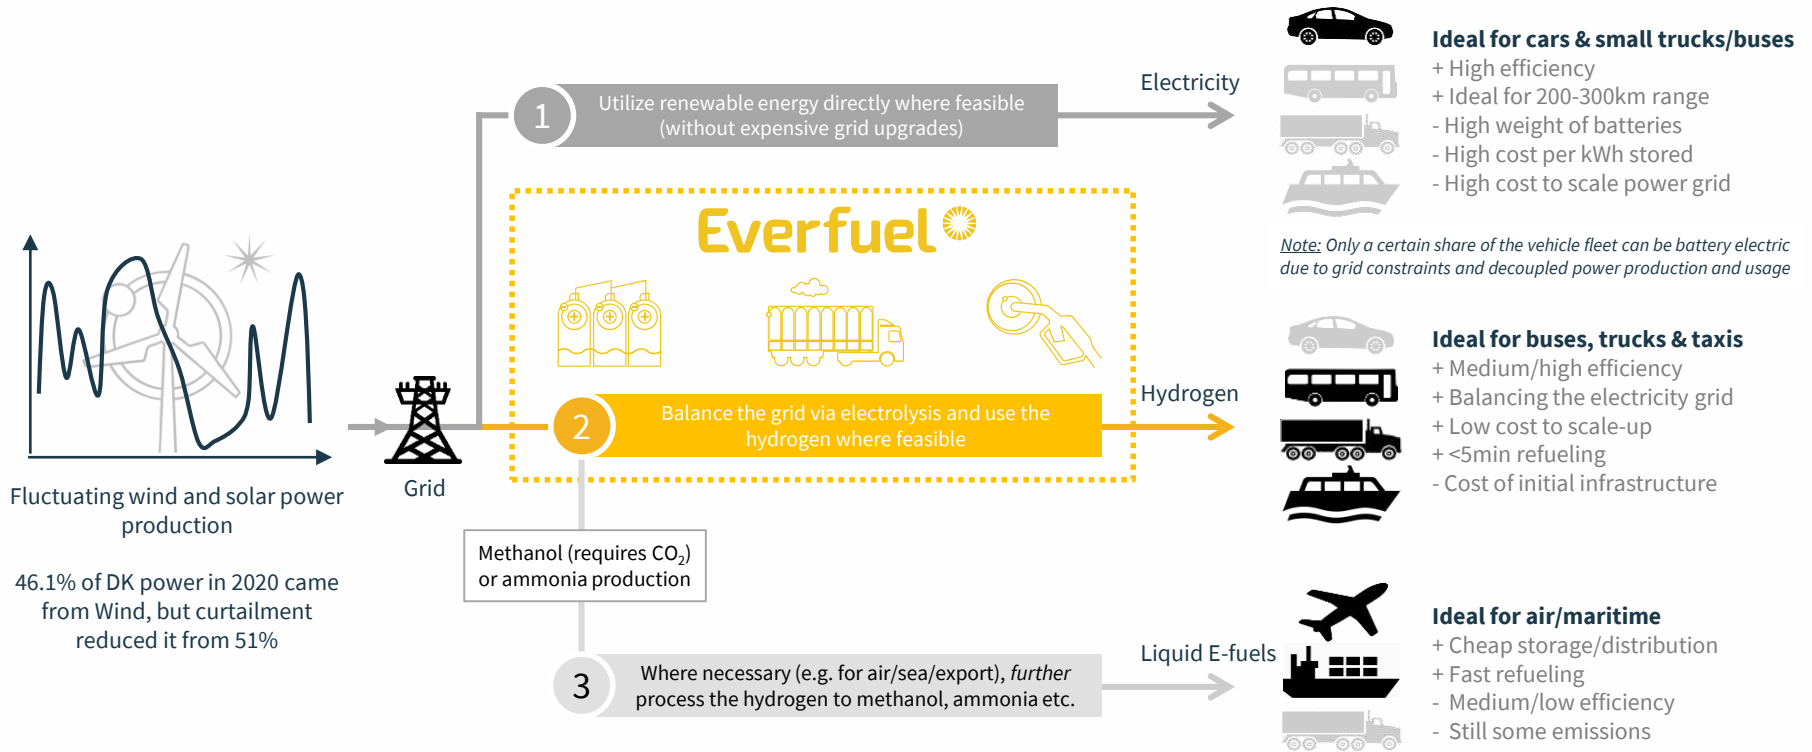 Fluctuating wind and solar power
production
46.1% of DK power in 2020 came
from Wind, but curtailment
reduced it from 51%
Grid
1
Utilize renewable energy directly where feasible
(without expensive grid upgrades)
Electricity
Ideal for cars & small trucks/buses
+ High efficiency
+ Ideal for 200-300km range
- High weight of batteries
- High cost per kWh stored
- High cost to scale power grid
Note: Only a certain share of the vehicle fleet can be battery electric
due to grid constraints and decoupled power production and usage
Everfuel
2
Balance the grid via electrolysis and use the
hydrogen where feasible
Hydrogen
Ideal for buses, trucks & taxis
+ Medium/high efficiency
+ Balancing the electricity grid
+ Low cost to scale-up
+ <5min refueling
- Cost of initial infrastructure
Methanol (requires CO₂)
or ammonia production
3
Where necessary (e.g. for air/sea/export), further
process the hydrogen to methanol, ammonia etc.
Liquid E-fuels
Ideal for air/maritime
+ Cheap storage/distribution
+ Fast refueling
- Medium/low efficiency
- Still some emissions